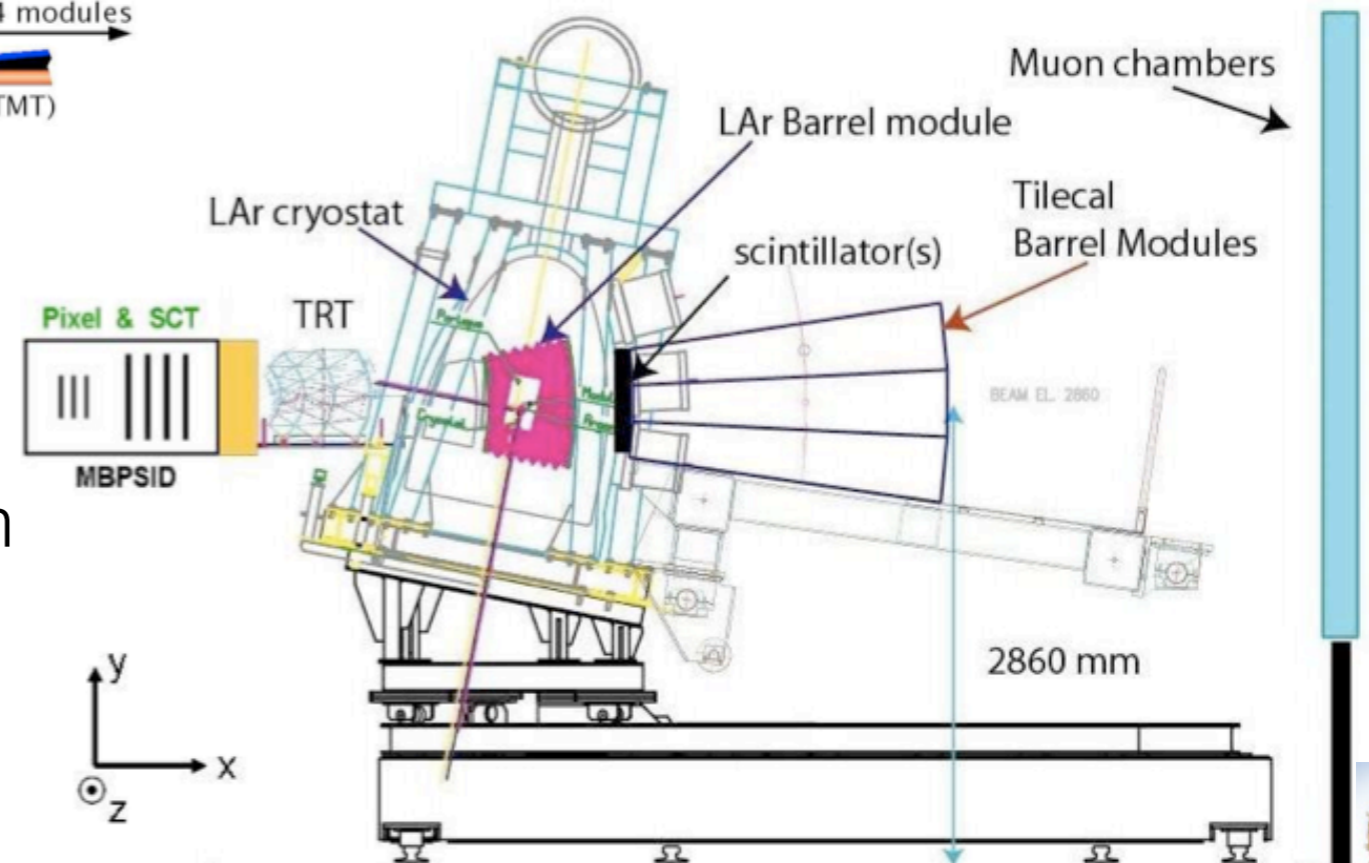 4 modules
TMT)
Muon chambers
LAr Barrel module
Tilecal
Barrel Modules
LAr cryostat
scintillator(s)
Pixel & SCT
TRT
BEAM EL. 2860
Cryostat
MBPSID
n
2860 mm
y
x
z